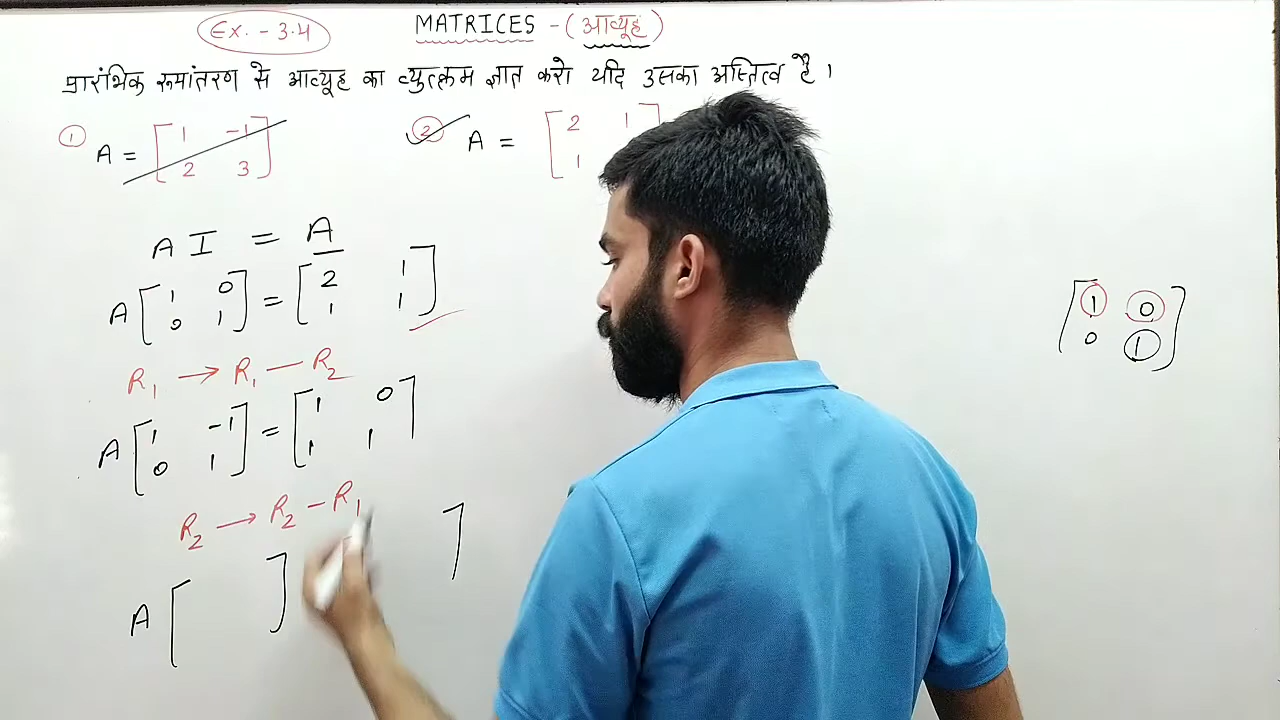 Ex. - 3.4 MATRICES - (आव्यूह)
प्रारंभिक रूपांतरण से आव्यूह का व्युत्क्रम ज्ञात करो यदि उसका अस्तित्व है ।
① A = [ 1 -1 ② A = [ 2 1 ]
2 3 ] 1
A I = A
A [ 1 0 = [ 2 1
0 1 ] 1 1 ]
[ 1 0
0 1 ]
R1 → R1 — R2
A [ 1 -1 = [ 1 0
0 1 ] 1 1 ]
R2 → R2 - R1
A [ ] ]